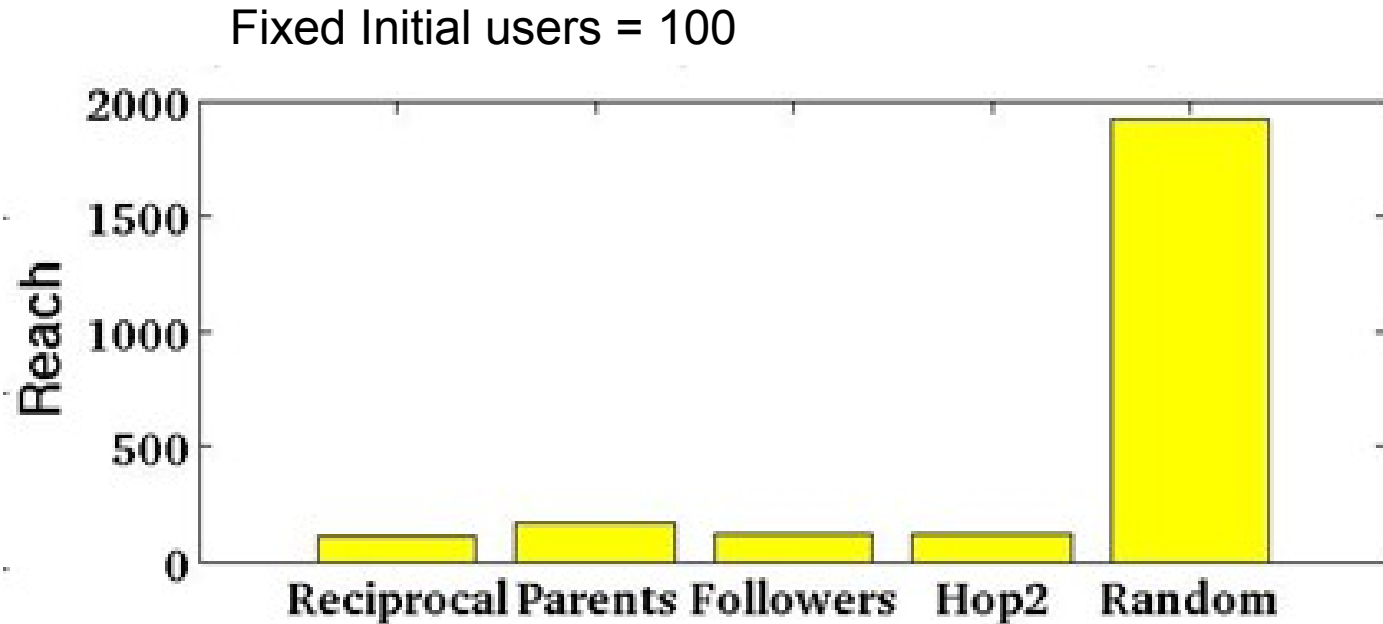 Fixed Initial users = 100
2000
1500
1000
500
0
Reach
Reciprocal Parents Followers Hop2 Random